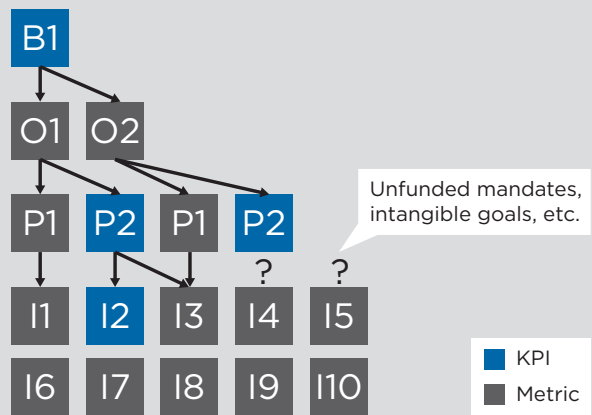 B1
O1 O2
P1 P2 P1 P2
Unfunded mandates,
intangible goals, etc.
? ?
I1 I2 I3 I4 I5
I6 I7 I8 I9 I10
KPI
Metric